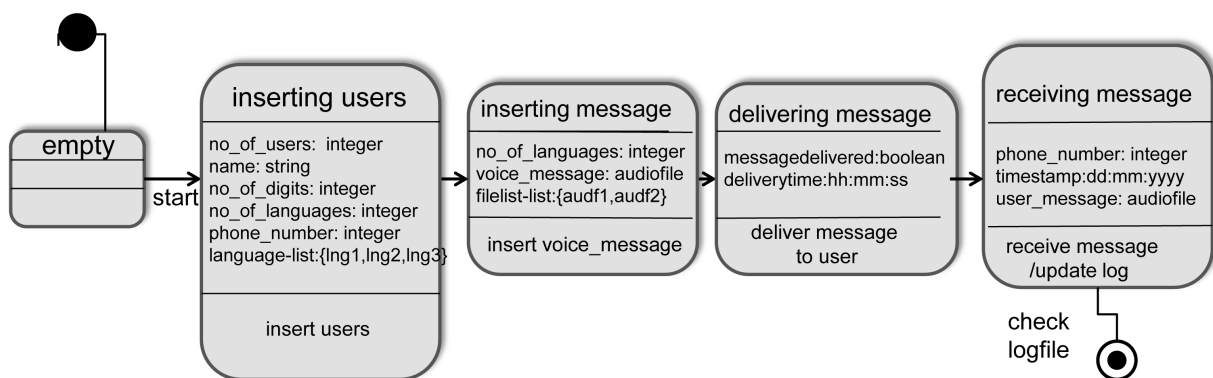 empty
start
inserting users
no_of_users: integer
name: string
no_of_digits: integer
no_of_languages: integer
phone_number: integer
language-list:{lng1,lng2,lng3}
insert users
inserting message
no_of_languages: integer
voice_message: audiofile
filelist-list:{audf1,audf2}
insert voice_message
delivering message
messagedelivered:boolean
deliverytime:hh:mm:ss
deliver message
to user
receiving message
phone_number: integer
timestamp:dd:mm:yyyy
user_message: audiofile
receive message
/update log
check
logfile